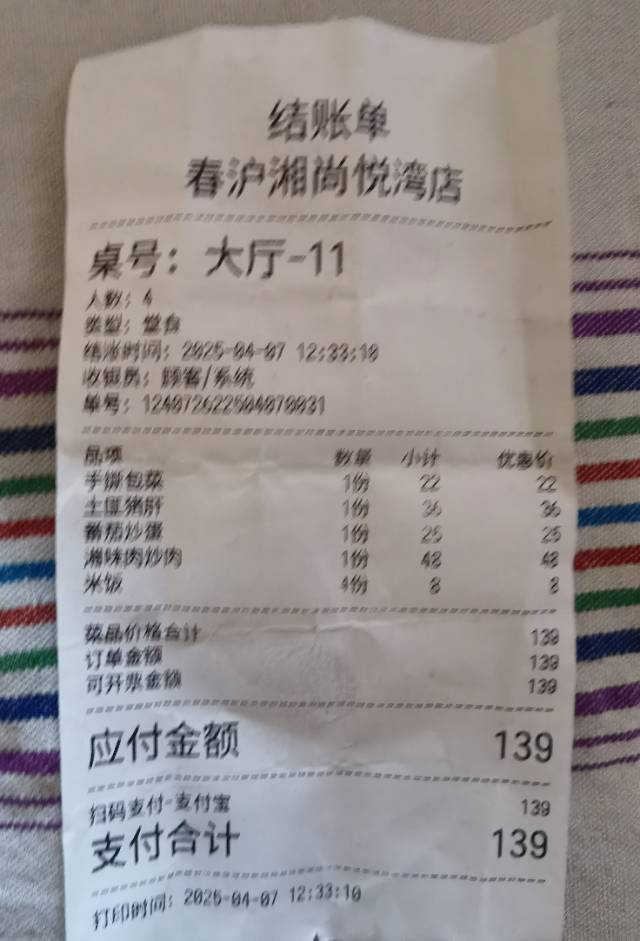 结账单
春沪湘尚悦湾店
桌号：大厅-11
人数：4
类型：堂食
结账时间：2025-04-07 12:33:10
收银员：顾客/系统
单号：124072622504070031
品项 数量 小计 优惠价
手撕包菜 1份 22 22
土匪猪肝 1份 36 36
番茄炒蛋 1份 25 25
湘味肉炒肉 1份 48 48
米饭 4份 8 8
菜品价格合计 139
订单金额 139
可开票金额 139
应付金额 139
扫码支付-支付宝 139
支付合计 139
打印时间：2025-04-07 12:33:10